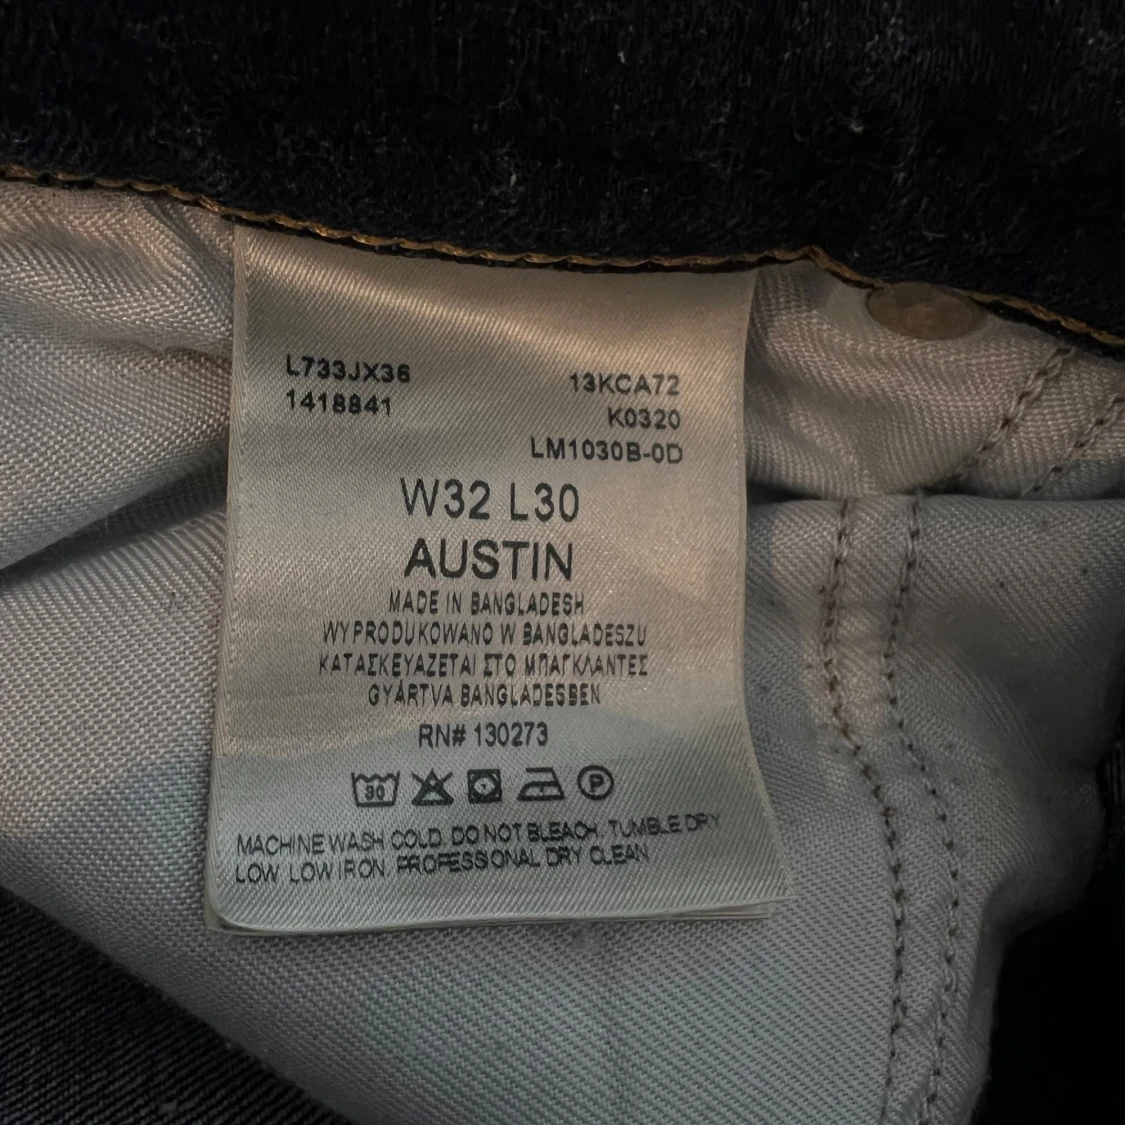 L733JX36
1418841
13KCA72
K0320
LM1030B-0D
W32 L30
AUSTIN
MADE IN BANGLADESH
WYPRODUKOWANO W BANGLADESZU
ΚΑΤΑΣΚΕΥΑΖΕΤΑΙ ΣΤΟ ΜΠΑΓΚΛΑΝΤΕΣ
GYÁRTVA BANGLADESBEN
RN# 130273
30 P
MACHINE WASH COLD. DO NOT BLEACH. TUMBLE DRY
LOW LOW IRON. PROFESSIONAL DRY CLEAN